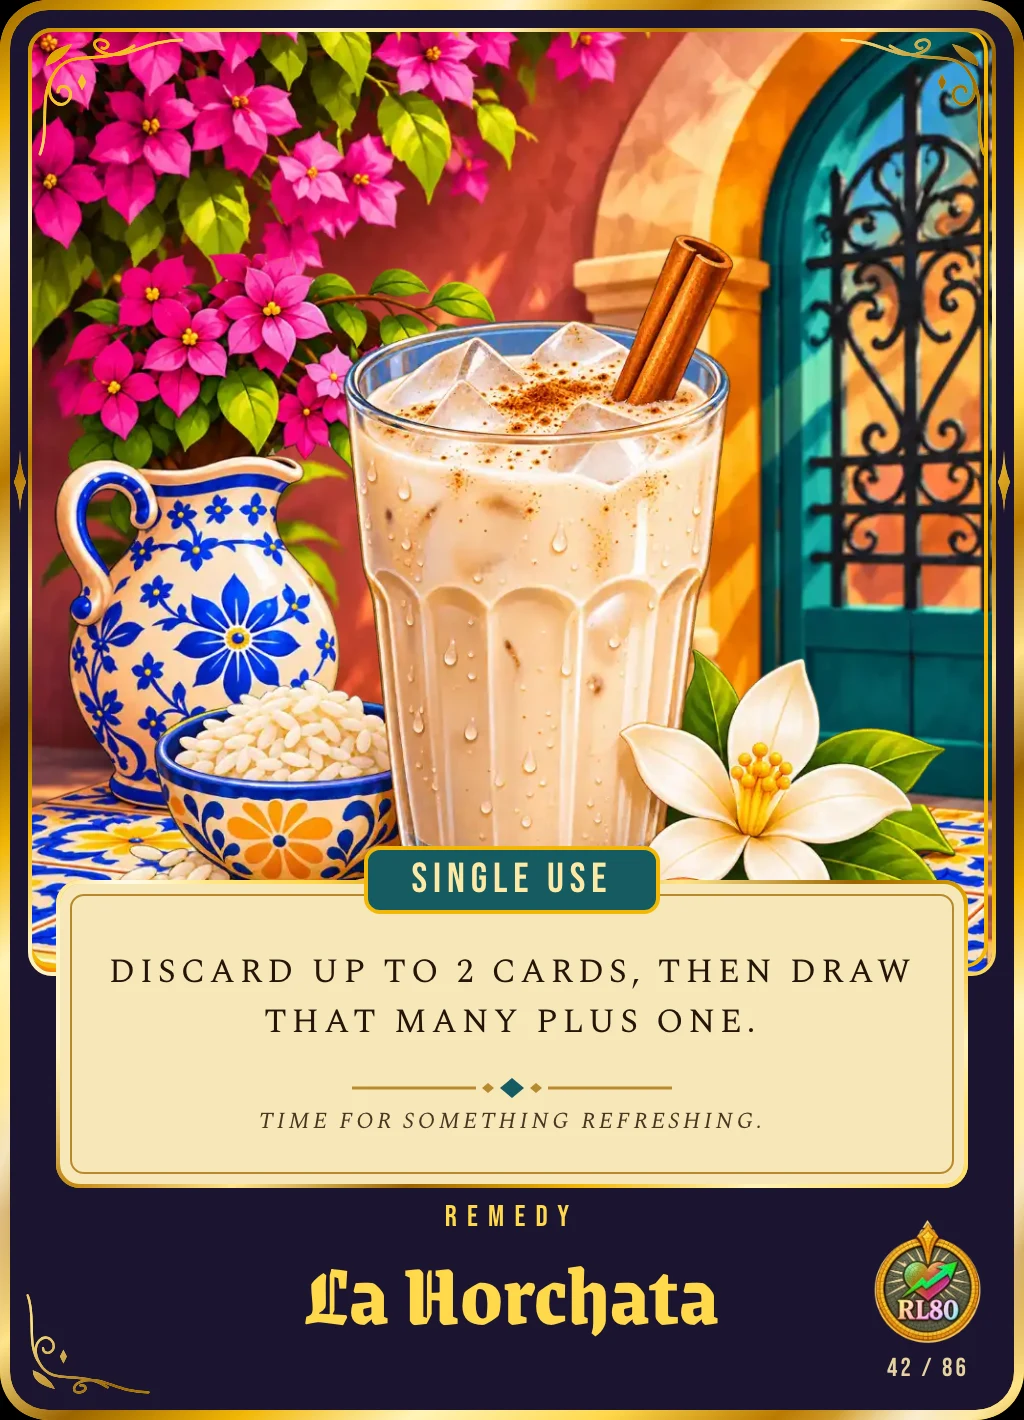 SINGLE USE
DISCARD UP TO 2 CARDS, THEN DRAW
THAT MANY PLUS ONE.
TIME FOR SOMETHING REFRESHING.
REMEDY
La Horchata
RL80
42 / 86